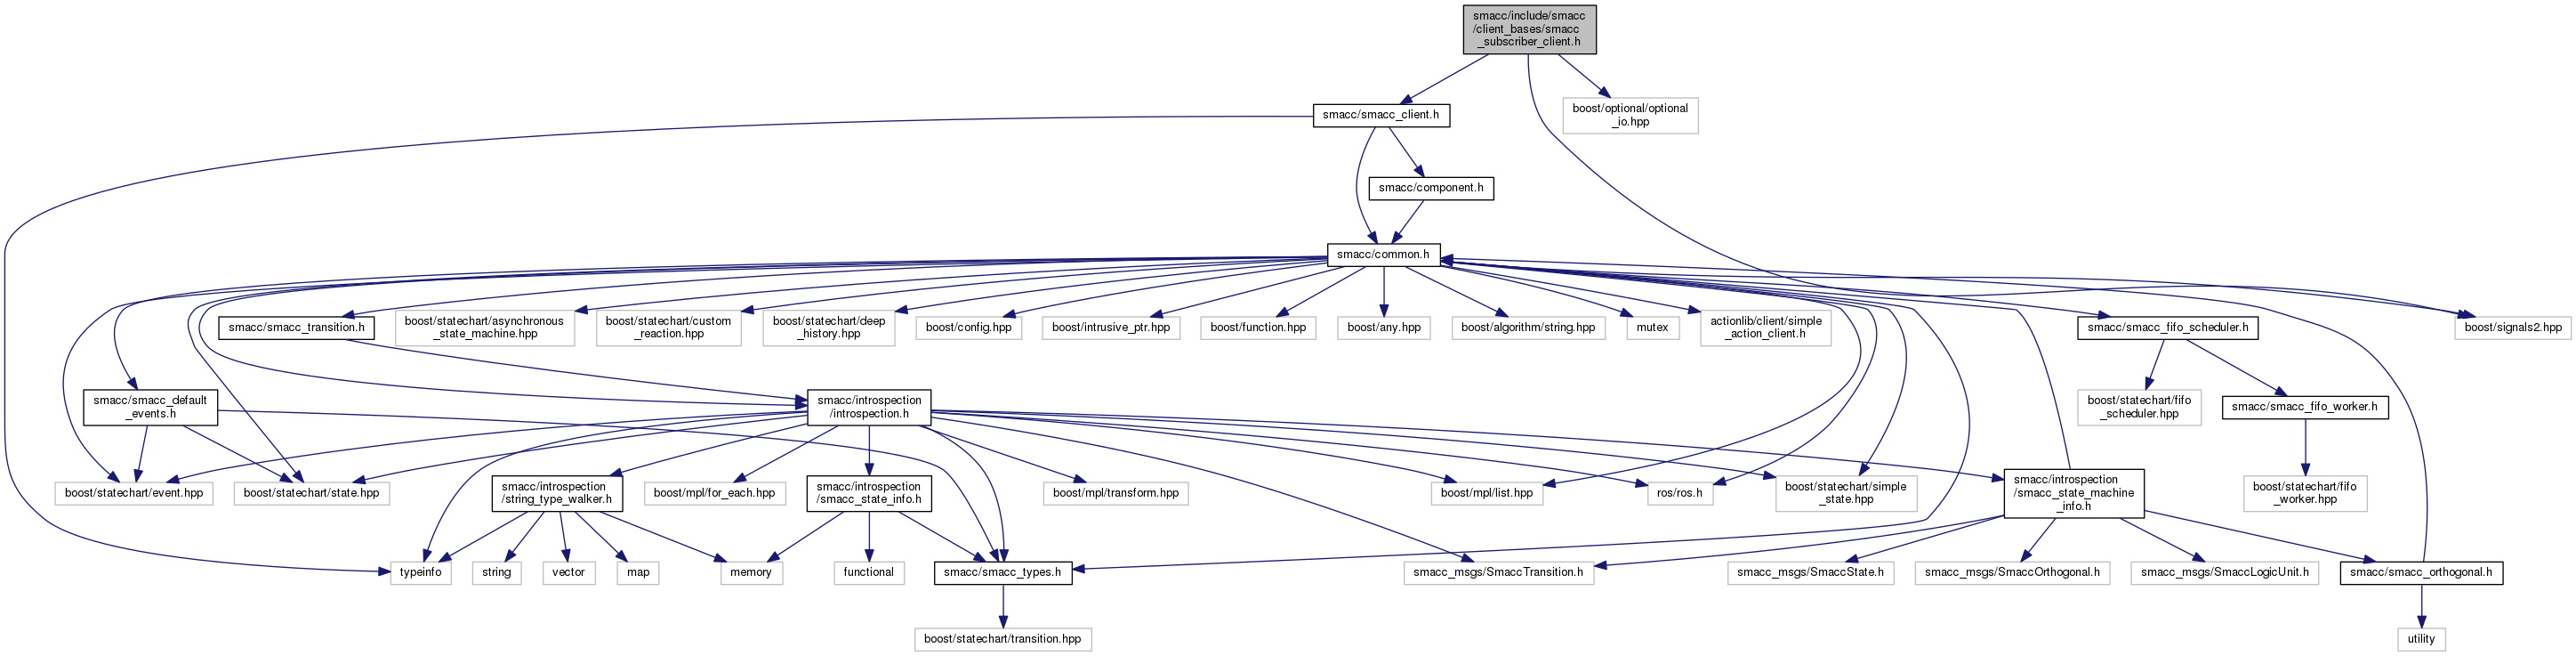 smacc/include/smacc
/client_bases/smacc
_subscriber_client.h
smacc/smacc_client.h
boost/optional/optional
_io.hpp
smacc/component.h
smacc/common.h
smacc/smacc_transition.h
boost/statechart/asynchronous
_state_machine.hpp
boost/statechart/custom
_reaction.hpp
boost/statechart/deep
_history.hpp
boost/config.hpp
boost/intrusive_ptr.hpp
boost/function.hpp
boost/any.hpp
boost/algorithm/string.hpp
mutex
actionlib/client/simple
_action_client.h
smacc/smacc_fifo_scheduler.h
boost/signals2.hpp
smacc/smacc_default
_events.h
smacc/introspection
/introspection.h
boost/statechart/fifo
_scheduler.hpp
smacc/smacc_fifo_worker.h
boost/statechart/event.hpp
boost/statechart/state.hpp
smacc/introspection
/string_type_walker.h
boost/mpl/for_each.hpp
smacc/introspection
/smacc_state_info.h
boost/mpl/transform.hpp
boost/mpl/list.hpp
ros/ros.h
boost/statechart/simple
_state.hpp
smacc/introspection
/smacc_state_machine
_info.h
boost/statechart/fifo
_worker.hpp
typeinfo
string
vector
map
memory
functional
smacc/smacc_types.h
smacc_msgs/SmaccTransition.h
smacc_msgs/SmaccState.h
smacc_msgs/SmaccOrthogonal.h
smacc_msgs/SmaccLogicUnit.h
smacc/smacc_orthogonal.h
boost/statechart/transition.hpp
utility